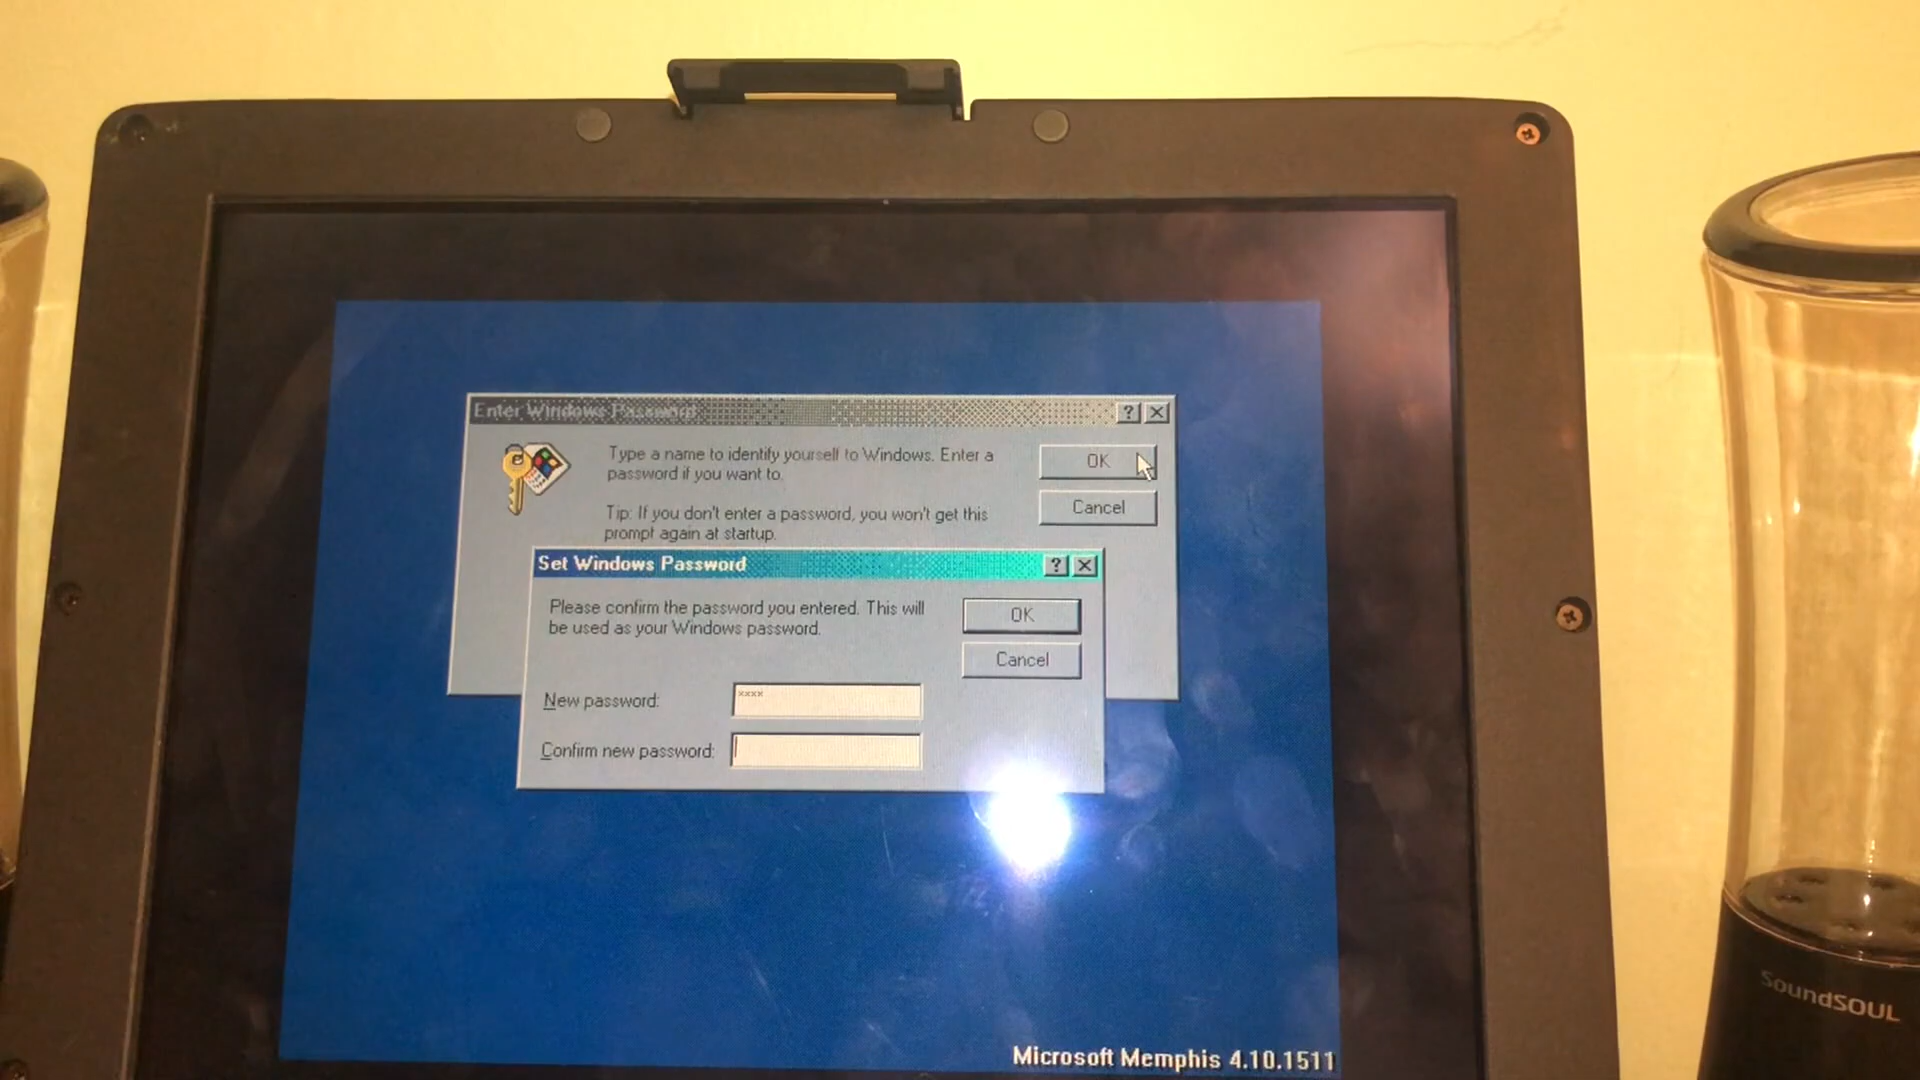 Enter Windows Password
Type a name to identify yourself to Windows. Enter a
password if you want to.
OK
Cancel
Tip: If you don't enter a password, you won't get this
prompt again at startup.
Set Windows Password
Please confirm the password you entered. This will
be used as your Windows password.
OK
Cancel
New password: xxxx
Confirm new password:
SoundSOUL
Microsoft Memphis 4.10.1511